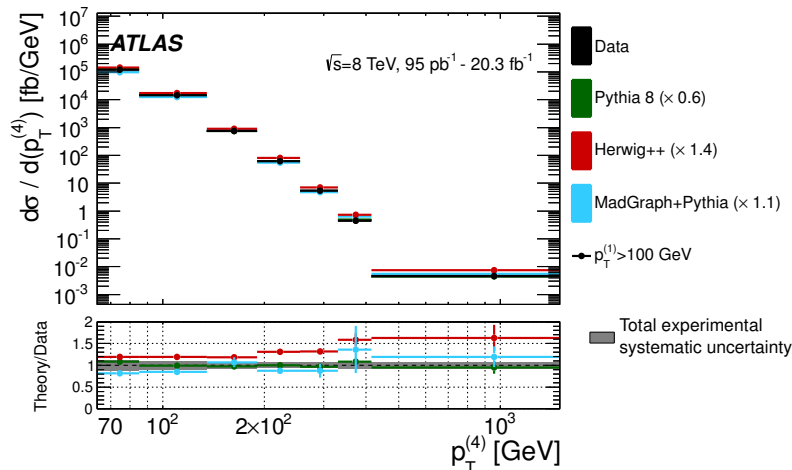 ATLAS
√s=8 TeV, 95 pb⁻¹ - 20.3 fb⁻¹
dσ / d(p_T^(4)) [fb/GeV]
10⁷
10⁶
10⁵
10⁴
10³
10²
10
1
10⁻¹
10⁻²
10⁻³
Data
Pythia 8 (× 0.6)
Herwig++ (× 1.4)
MadGraph+Pythia (× 1.1)
p_T^(1)>100 GeV
Total experimental
systematic uncertainty
Theory/Data
2
1.5
1
0.5
0
70 10² 2×10² 10³
p_T^(4) [GeV]